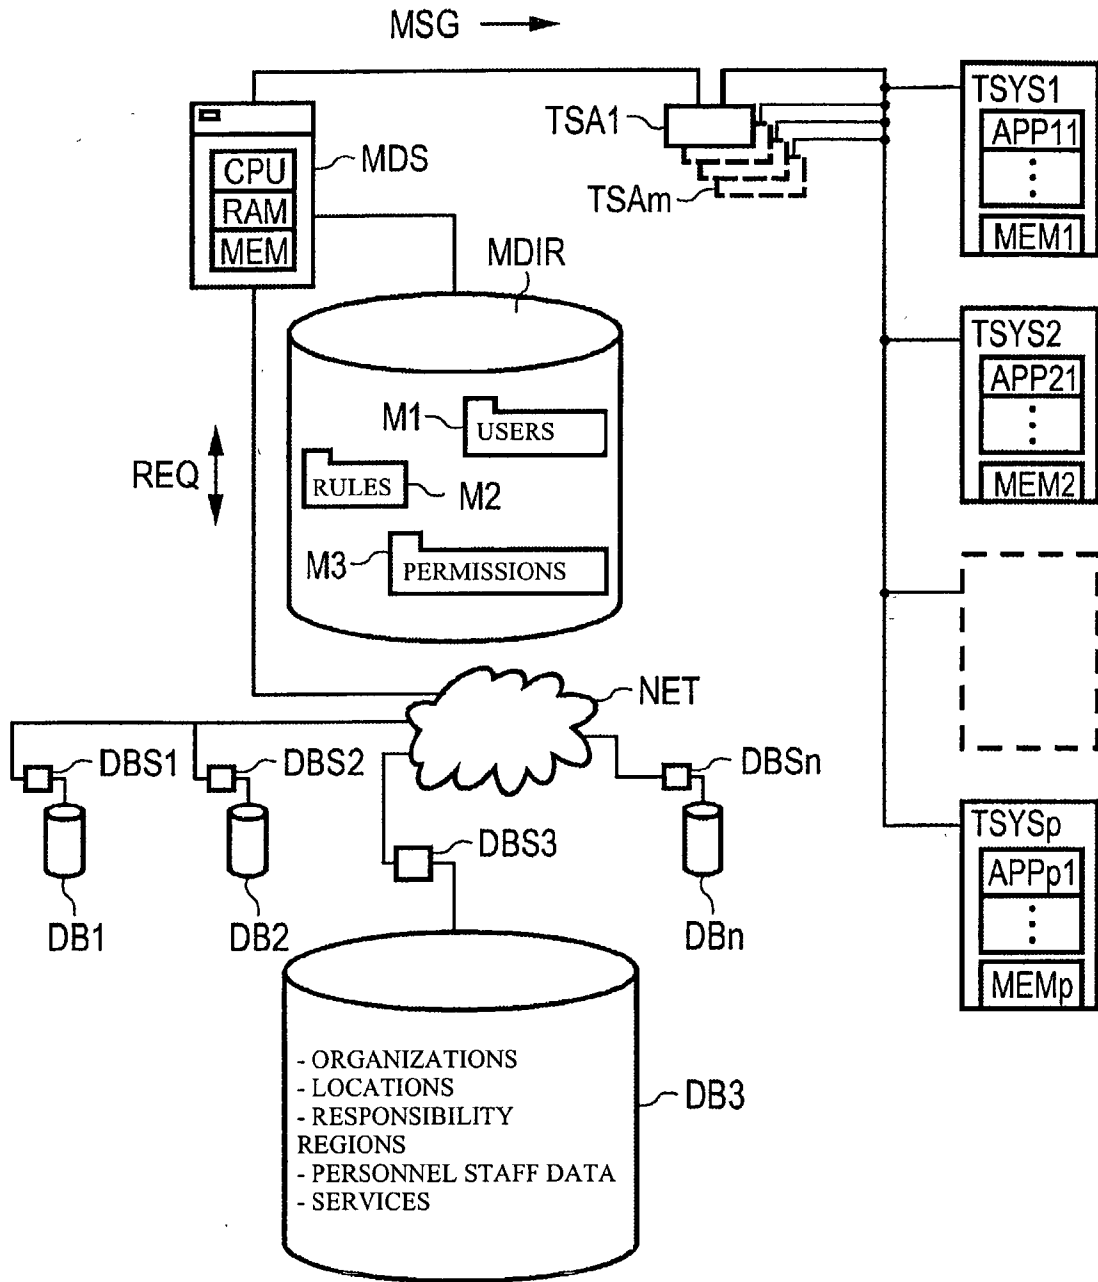 MSG
TSYS1
TSA1
APP11
MDS
CPU
TSAm
RAM
MEM
MEM1
MDIR
TSYS2
APP21
M1
USERS
REQ
RULES
M2
MEM2
M3
PERMISSIONS
NET
DBS1
DBS2
DBSn
TSYSp
DBS3
APPp1
DB1
DB2
DBn
MEMp
- ORGANIZATIONS
- LOCATIONS
- RESPONSIBILITY
REGIONS
- PERSONNEL STAFF DATA
- SERVICES
DB3